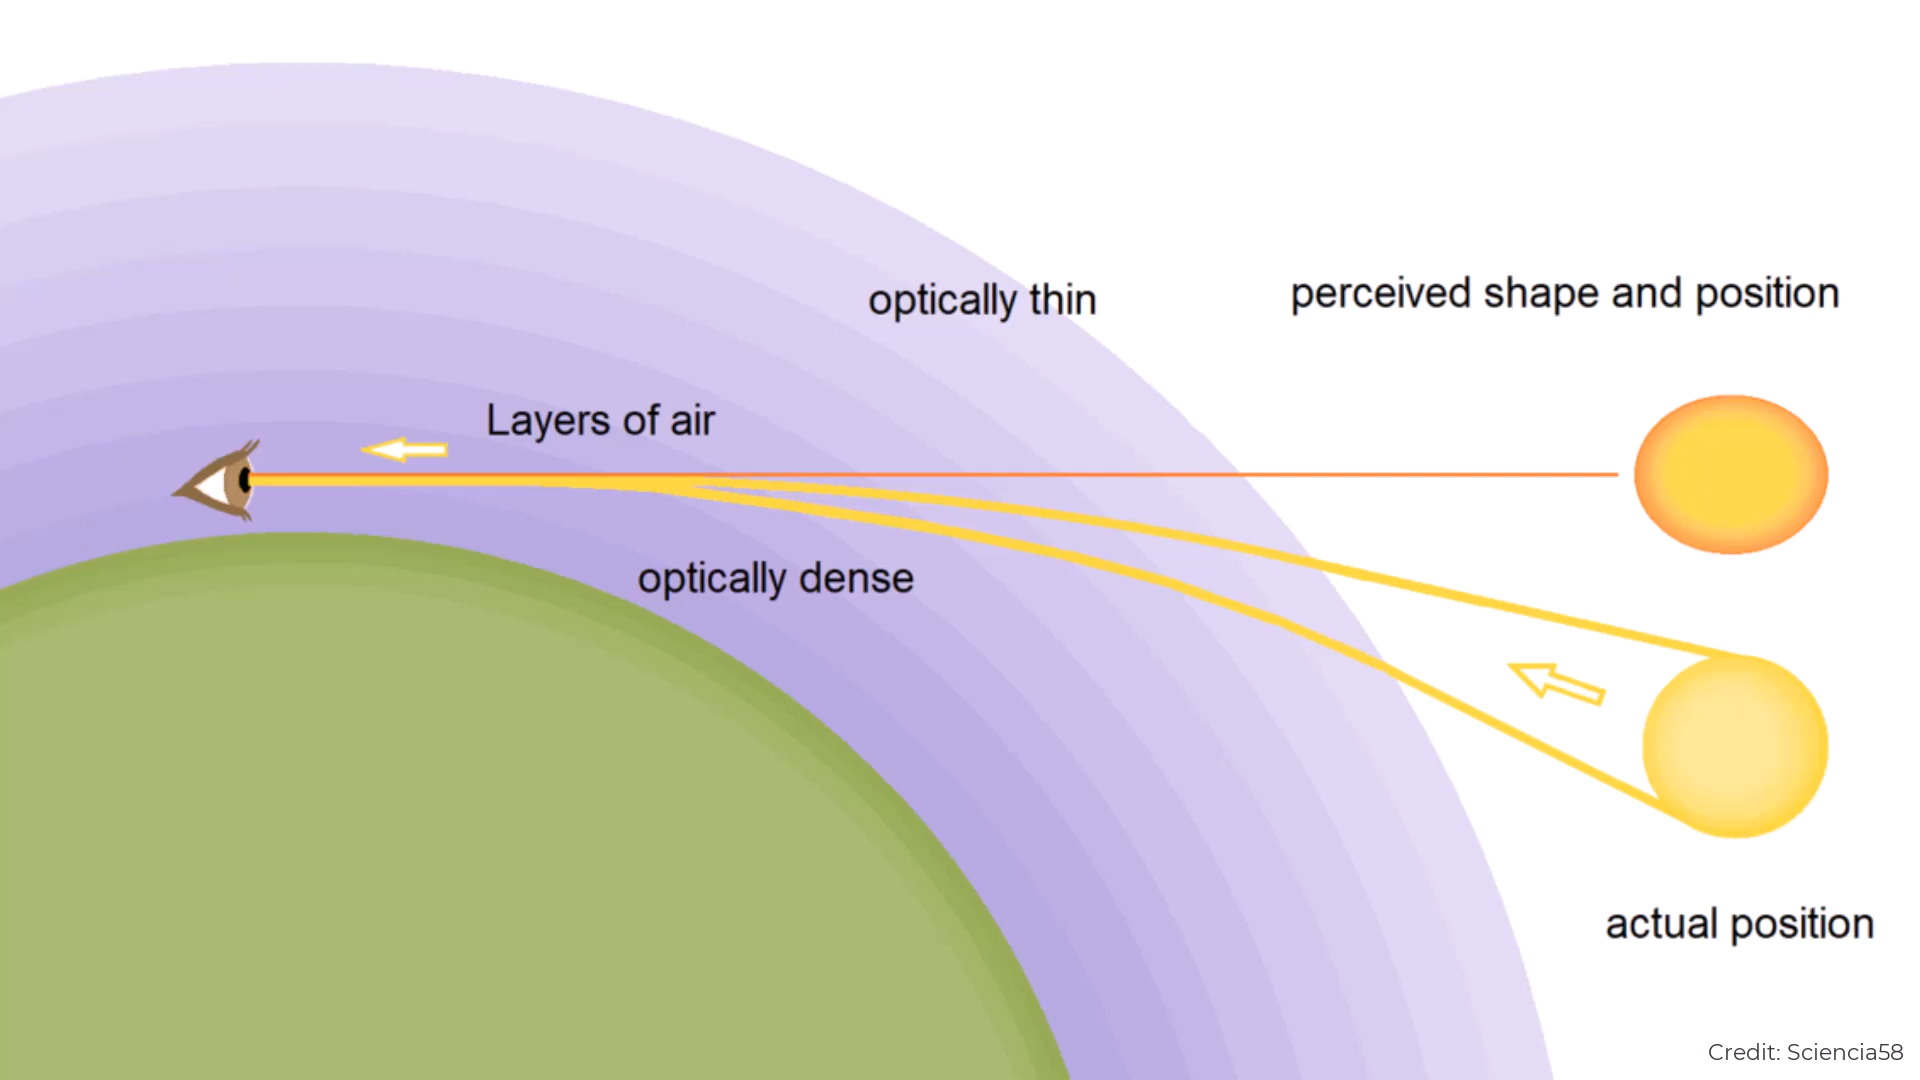 optically thin
perceived shape and position
Layers of air
optically dense
actual position
Credit: Sciencia58